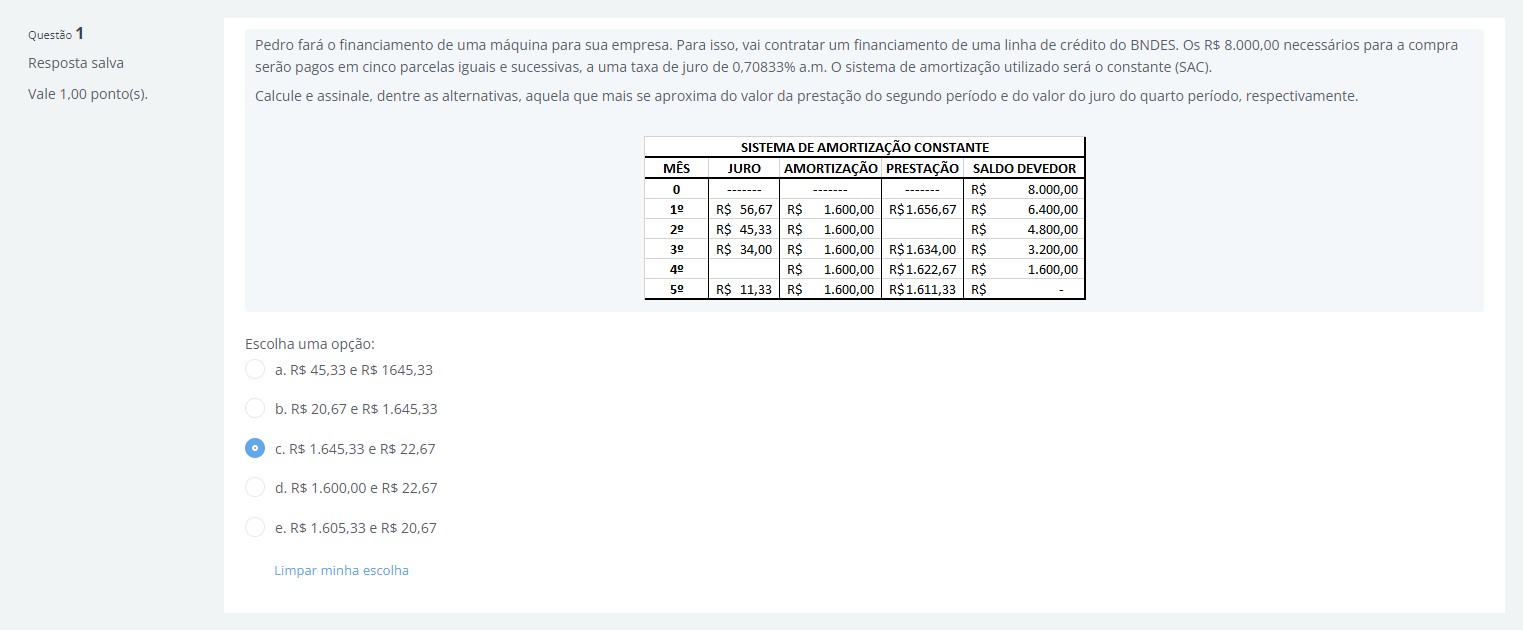 Questão 1
Resposta salva
Vale 1,00 ponto(s).
Pedro fará o financiamento de uma máquina para sua empresa. Para isso, vai contratar um financiamento de uma linha de crédito do BNDES. Os R$ 8.000,00 necessários para a compra
serão pagos em cinco parcelas iguais e sucessivas, a uma taxa de juro de 0,70833% a.m. O sistema de amortização utilizado será o constante (SAC).
Calcule e assinale, dentre as alternativas, aquela que mais se aproxima do valor da prestação do segundo período e do valor do juro do quarto período, respectivamente.
SISTEMA DE AMORTIZAÇÃO CONSTANTE
MÊS JURO AMORTIZAÇÃO PRESTAÇÃO SALDO DEVEDOR
0 ------- ------- ------- R$ 8.000,00
1º R$ 56,67 R$ 1.600,00 R$1.656,67 R$ 6.400,00
2º R$ 45,33 R$ 1.600,00 R$ 4.800,00
3º R$ 34,00 R$ 1.600,00 R$1.634,00 R$ 3.200,00
4º R$ 1.600,00 R$1.622,67 R$ 1.600,00
5º R$ 11,33 R$ 1.600,00 R$1.611,33 R$ -
Escolha uma opção:
a. R$ 45,33 e R$ 1645,33
b. R$ 20,67 e R$ 1.645,33
c. R$ 1.645,33 e R$ 22,67
d. R$ 1.600,00 e R$ 22,67
e. R$ 1.605,33 e R$ 20,67
Limpar minha escolha